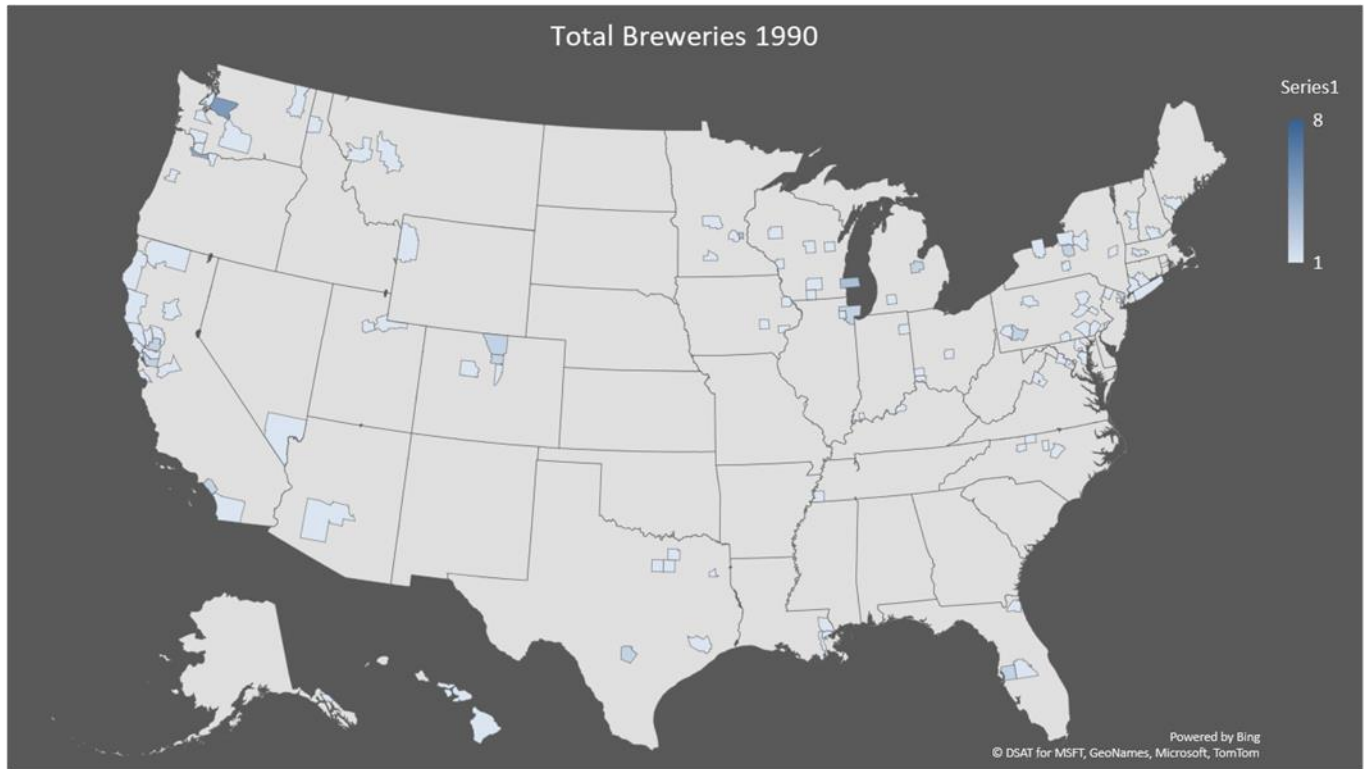 Total Breweries 1990
Series1
8
1
Powered by Bing
© DSAT for MSFT, GeoNames, Microsoft, TomTom